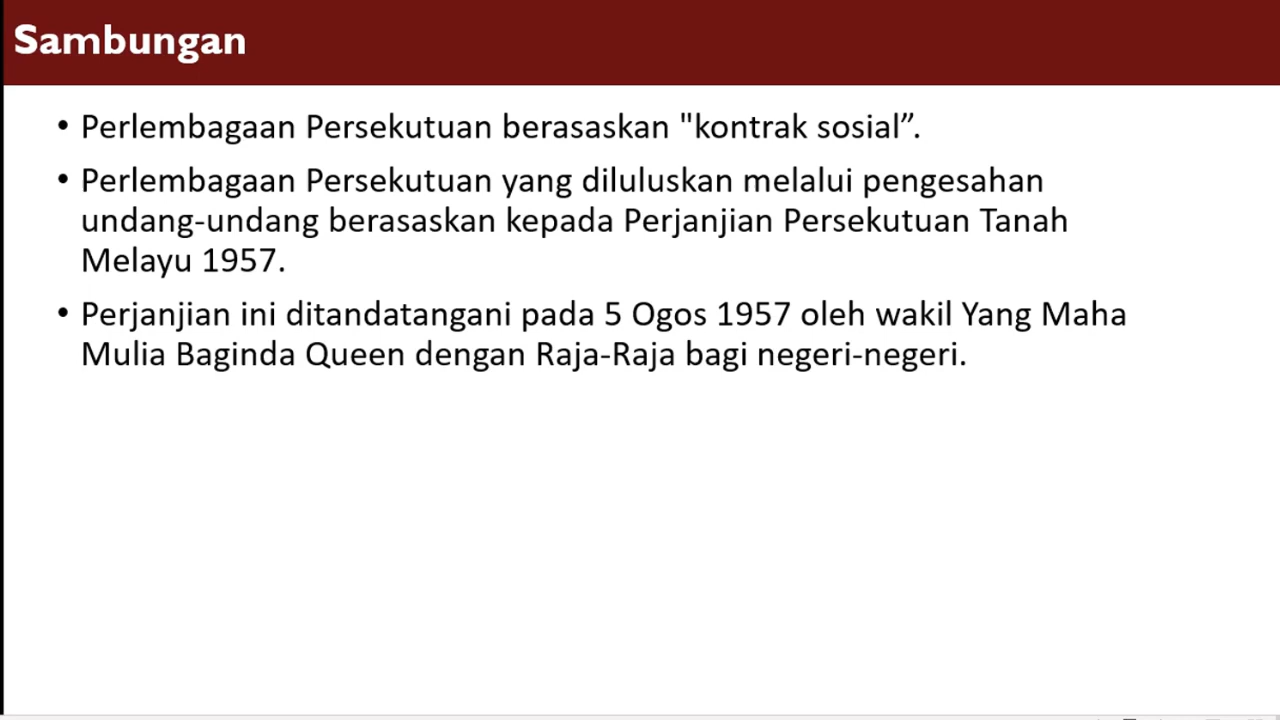 Sambungan
• Perlembagaan Persekutuan berasaskan "kontrak sosial”.
• Perlembagaan Persekutuan yang diluluskan melalui pengesahan
undang-undang berasaskan kepada Perjanjian Persekutuan Tanah
Melayu 1957.
• Perjanjian ini ditandatangani pada 5 Ogos 1957 oleh wakil Yang Maha
Mulia Baginda Queen dengan Raja-Raja bagi negeri-negeri.